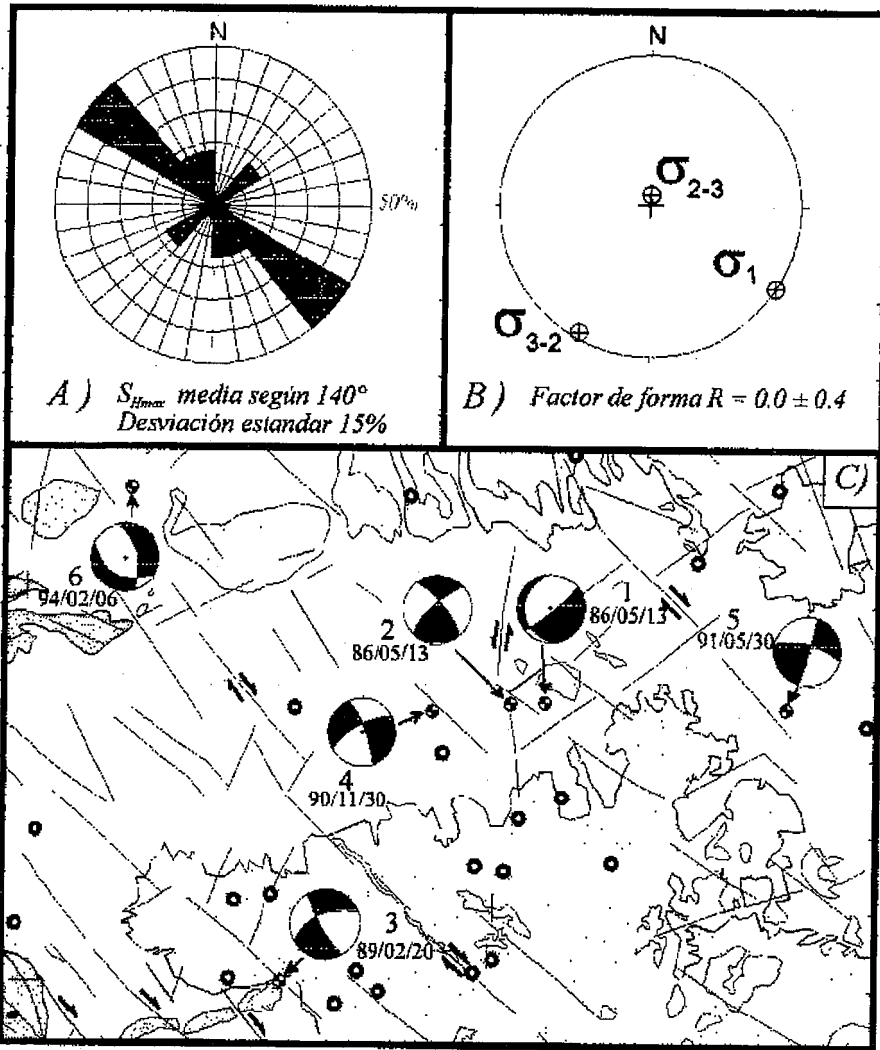 N
50%
A) S_Hmax media según 140°
Desviación estandar 15%
N
σ2-3
σ1
σ3-2
B) Factor de forma R = 0.0 ± 0.4
C)
6
94/02/06
2
86/05/13
1
86/05/13
5
91/05/30
4
90/11/30
3
89/02/20